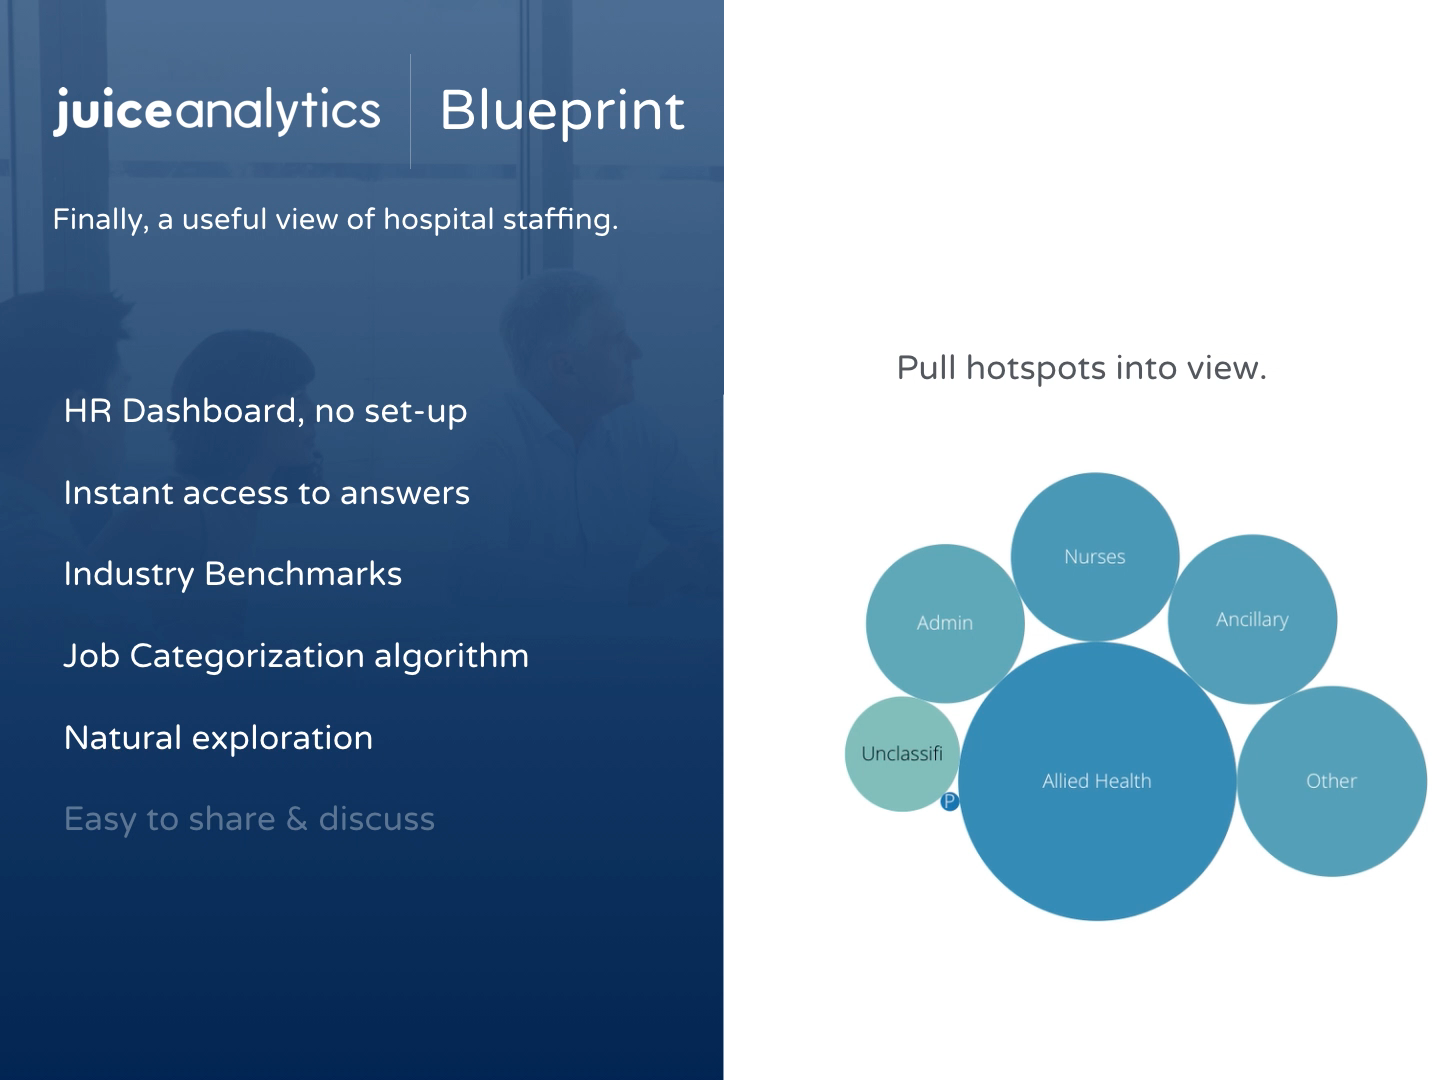 juiceanalytics
Blueprint
Finally, a useful view of hospital staffing.
HR Dashboard, no set-up
Instant access to answers
Industry Benchmarks
Job Categorization algorithm
Natural exploration
Easy to share & discuss
Pull hotspots into view.
Nurses
Ancillary
Admin
Unclassifi
Allied Health
Other
P